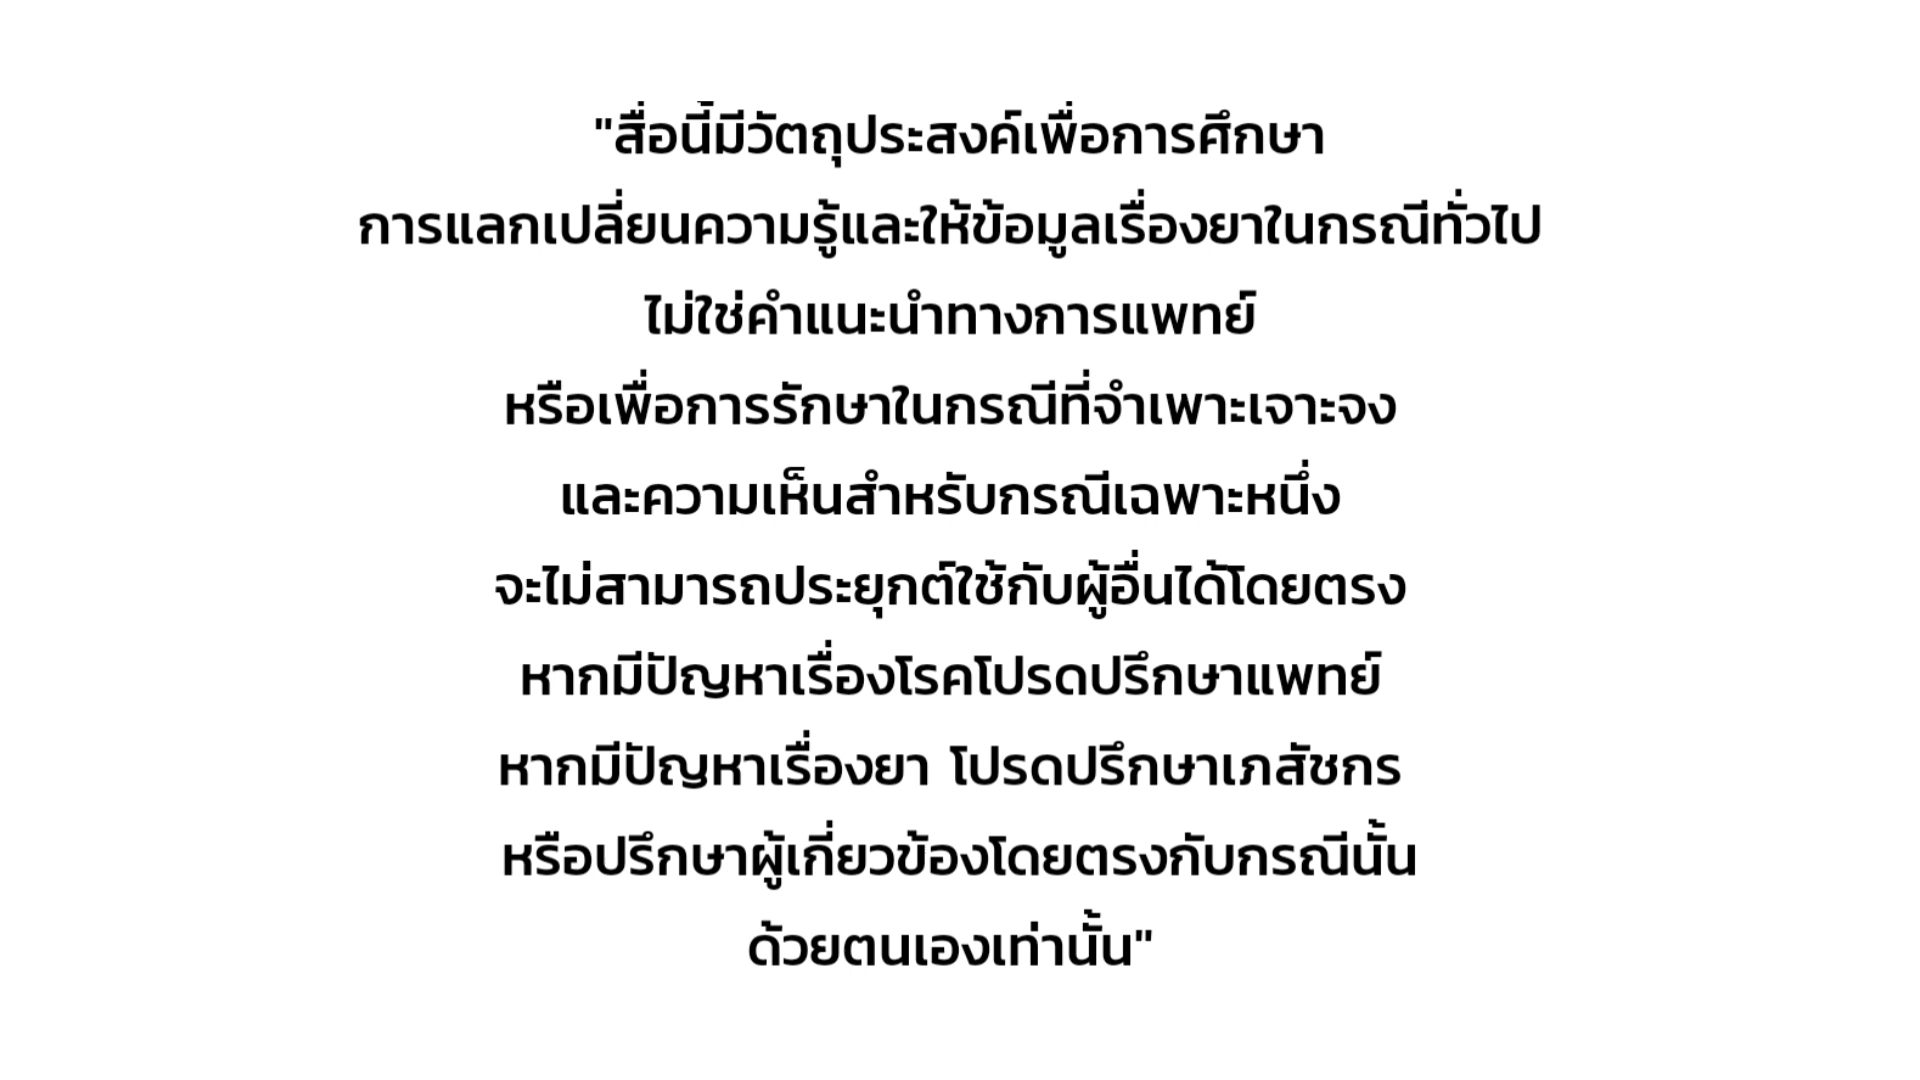 "สื่อนี้มีวัตถุประสงค์เพื่อการศึกษา
การแลกเปลี่ยนความรู้และให้ข้อมูลเรื่องยาในกรณีทั่วไป
ไม่ใช่คำแนะนำทางการแพทย์
หรือเพื่อการรักษาในกรณีที่จำเพาะเจาะจง
และความเห็นสำหรับกรณีเฉพาะหนึ่ง
จะไม่สามารถประยุกต์ใช้กับผู้อื่นได้โดยตรง
หากมีปัญหาเรื่องโรคโปรดปรึกษาแพทย์
หากมีปัญหาเรื่องยา โปรดปรึกษาเภสัชกร
หรือปรึกษาผู้เกี่ยวข้องโดยตรงกับกรณีนั้น
ด้วยตนเองเท่านั้น"